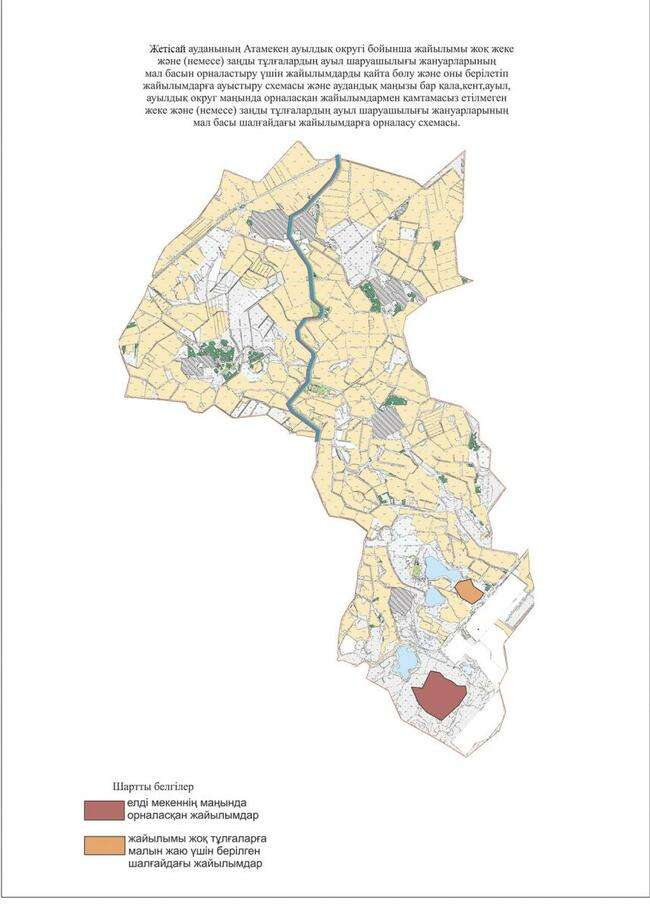 Жетісай ауданының Атамекен ауылдық округі бойынша жайылымы жоқ жеке
және (немесе) заңды тұлғалардың ауыл шаруашылығы жануарларының
мал басын орналастыру үшін жайылымдарды қайта бөлу және оны берілетіп
жайылымдарға ауыстыру схемасы және аудандық маңызы бар қала,кент,ауыл,
ауылдық округ маңында орналасқан жайылымдармен қамтамасыз етілмеген
жеке және (немесе) заңды тұлғалардың ауыл шаруашылығы жануарларының
мал басы шалғайдағы жайылымдарға орналасу схемасы.
Шартты белгілер
елді мекеннің маңында
орналасқан жайылымдар
жайылымы жоқ тұлғаларға
малын жаю үшін берілген
шалғайдағы жайылымдар